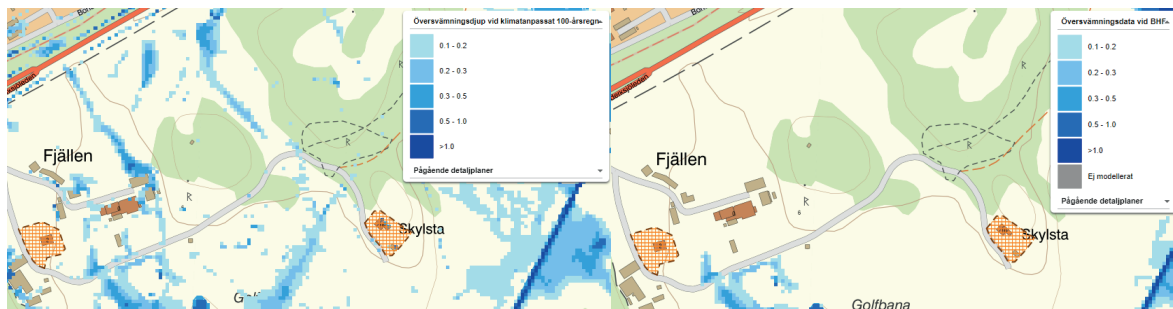 Översvämningsdjup vid klimatanpassat 100-årsregn
0.1 - 0.2
0.2 - 0.3
0.3 - 0.5
0.5 - 1.0
>1.0
Pågående detaljplaner
Fjällen
R
R
Skylsta
Översvämningsdata vid BHF
0.1 - 0.2
0.2 - 0.3
0.3 - 0.5
0.5 - 1.0
>1.0
Ej modellerat
Pågående detaljplaner
Fjällen
R
R
R
6
Skylsta
Golfbana